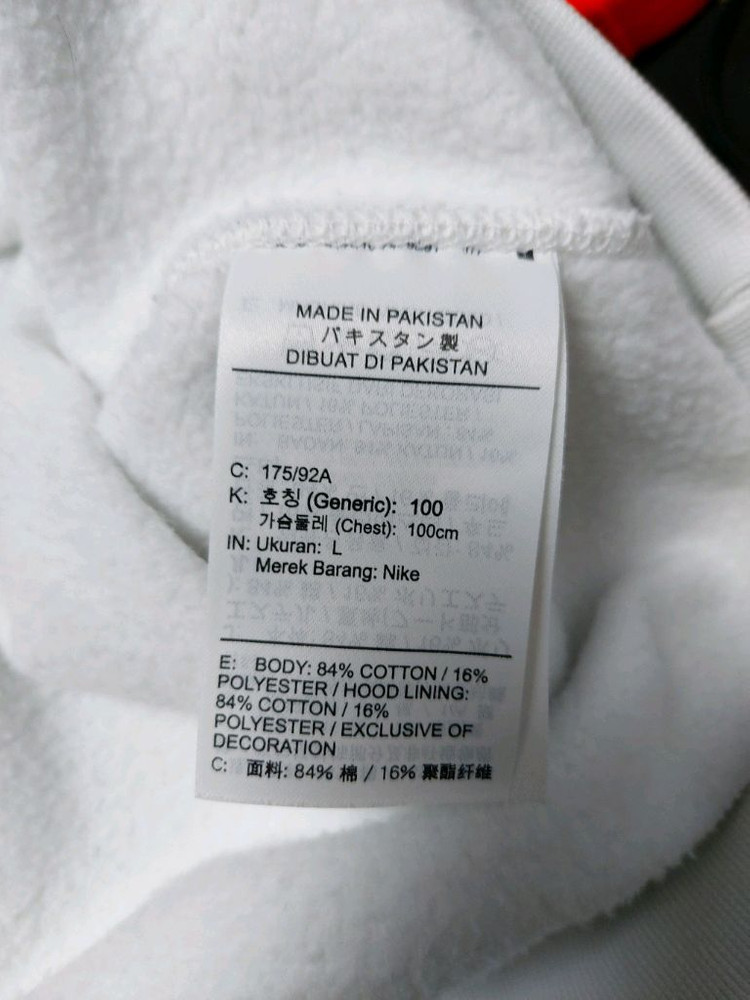 MADE IN PAKISTAN
パキスタン製
DIBUAT DI PAKISTAN
C: 175/92A
K: 호칭 (Generic): 100
가슴둘레 (Chest): 100cm
IN: Ukuran: L
Merek Barang: Nike
E: BODY: 84% COTTON / 16%
POLYESTER / HOOD LINING:
84% COTTON / 16%
POLYESTER / EXCLUSIVE OF
DECORATION
C: 面料: 84% 棉 / 16% 聚酯纤维